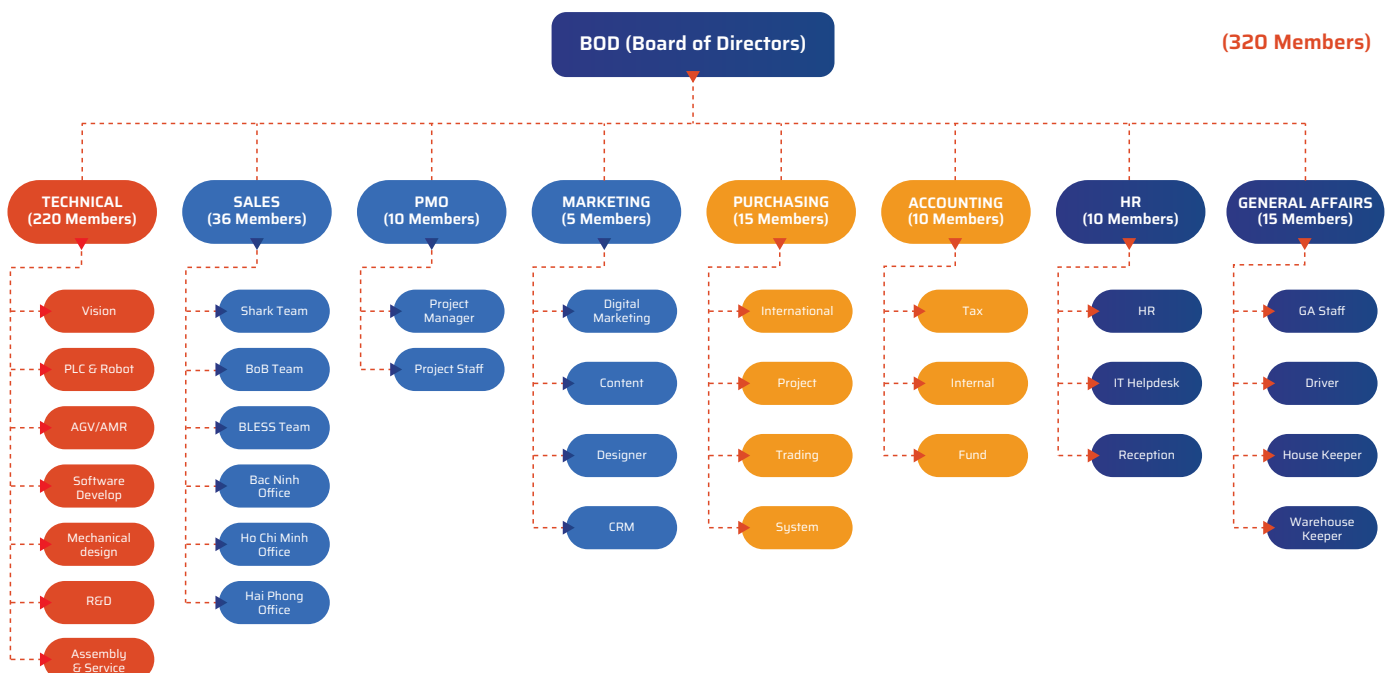 BOD (Board of Directors)
(320 Members)
TECHNICAL
(220 Members)
SALES
(36 Members)
PMO
(10 Members)
MARKETING
(5 Members)
PURCHASING
(15 Members)
ACCOUNTING
(10 Members)
HR
(10 Members)
GENERAL AFFAIRS
(15 Members)
Vision
PLC & Robot
AGV/AMR
Software
Develop
Mechanical
design
R&D
Assembly
& Service
Shark Team
BoB Team
BLESS Team
Bac Ninh
Office
Ho Chi Minh
Office
Hai Phong
Office
Project
Manager
Project Staff
Digital
Marketing
Content
Designer
CRM
International
Project
Trading
System
Tax
Internal
Fund
HR
IT Helpdesk
Reception
GA Staff
Driver
House Keeper
Warehouse
Keeper